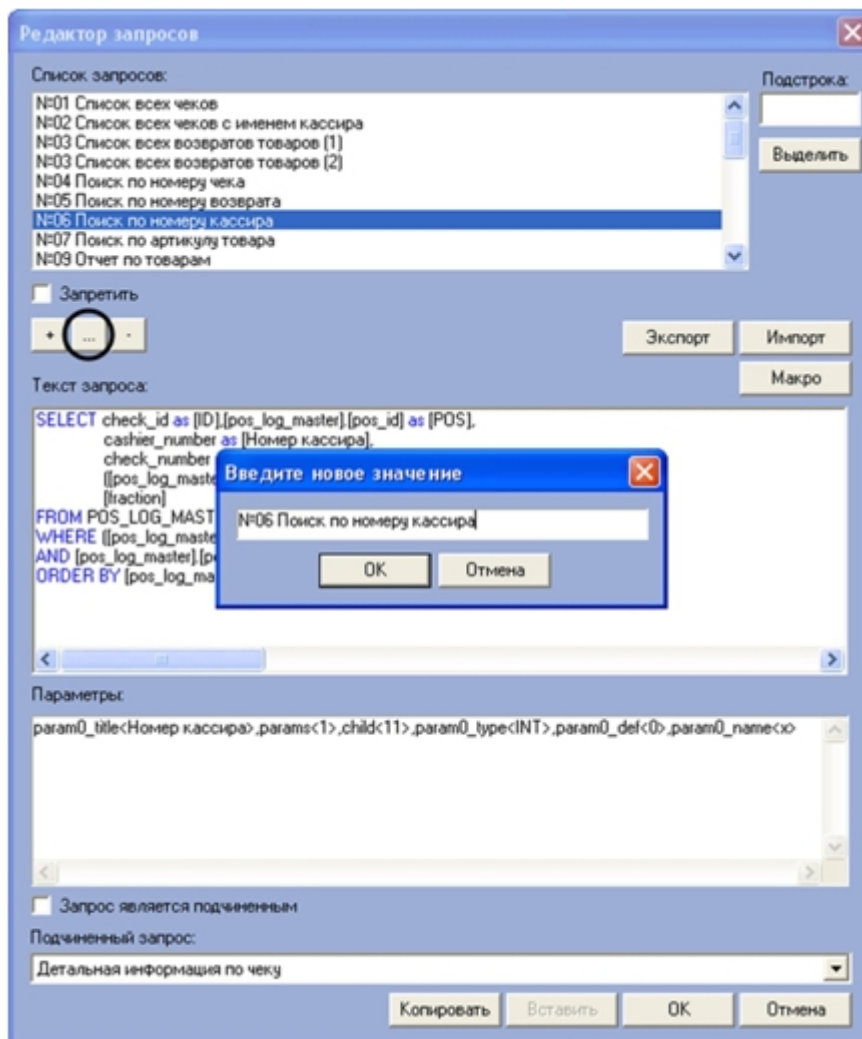 Редактор запросов
Список запросов:
Подстрока:
№01 Список всех чеков
№02 Список всех чеков с именем кассира
№03 Список всех возвратов товаров (1)
№03 Список всех возвратов товаров (2)
№04 Поиск по номеру чека
№05 Поиск по номеру возврата
№06 Поиск по номеру кассира
№07 Поиск по артикулу товара
№09 Отчет по товарам
Выделить
Запретить
+ ... -
Экспорт Импорт
Макро
Текст запроса:
SELECT check_id as [ID],[pos_log_master].[pos_id] as [POS],
cashier_number as [Номер кассира],
check_number
([pos_log_maste
[fraction]
FROM POS_LOG_MAST
WHERE ([pos_log_maste
AND [pos_log_master].[po
ORDER BY [pos_log_ma
Введите новое значение
№06 Поиск по номеру кассира
OK Отмена
Параметры:
param0_title<Номер кассира>,params<1>,child<11>,param0_type<INT>,param0_def<0>,param0_name<x>
Запрос является подчиненным
Подчиненный запрос:
Детальная информация по чеку
Копировать Вставить OK Отмена